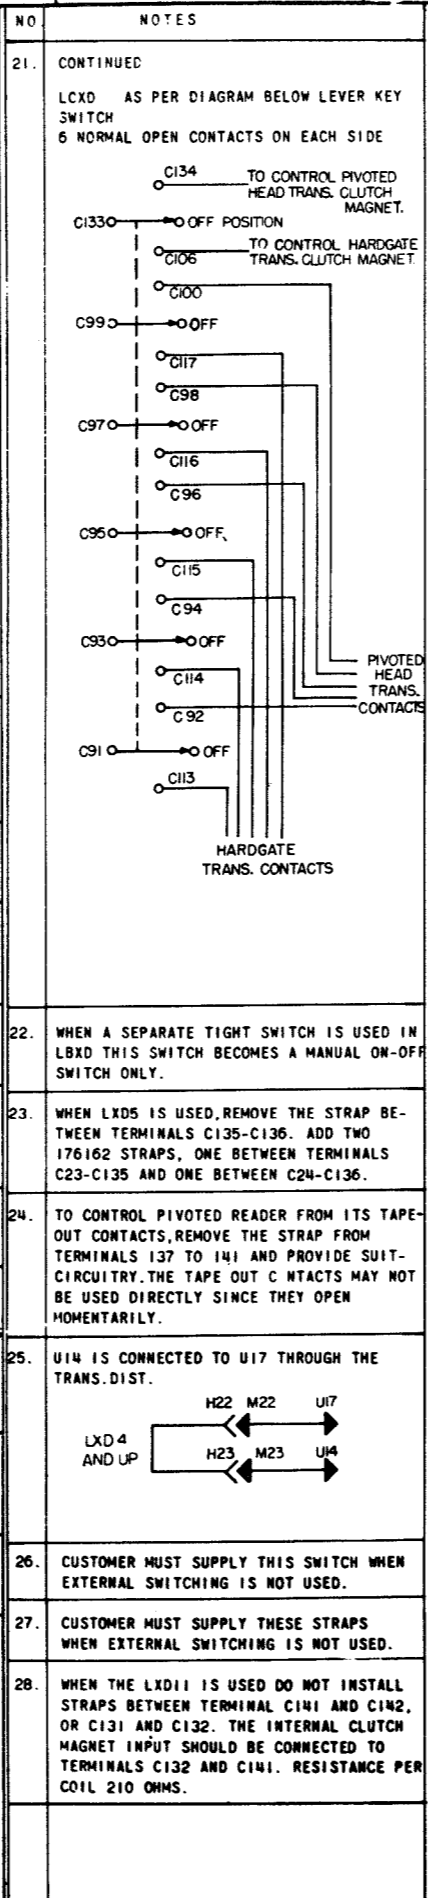 NO NOTES
21. CONTINUED
LCXD AS PER DIAGRAM BELOW LEVER KEY
SWITCH
6 NORMAL OPEN CONTACTS ON EACH SIDE
C134 TO CONTROL PIVOTED
HEAD TRANS. CLUTCH
MAGNET.
C133 OFF POSITION
C106 TO CONTROL HARDGATE
TRANS. CLUTCH MAGNET
C100
C99 OFF
C117
C98
C97 OFF
C116
C96
C95 OFF
C115
C94
C93 OFF
C114
C92
C91 OFF
C113
PIVOTED
HEAD
TRANS.
CONTACTS
HARDGATE
TRANS. CONTACTS
22. WHEN A SEPARATE TIGHT SWITCH IS USED IN
LBXD THIS SWITCH BECOMES A MANUAL ON-OFF
SWITCH ONLY.
23. WHEN LXD5 IS USED, REMOVE THE STRAP BE-
TWEEN TERMINALS C135-C136. ADD TWO
176162 STRAPS, ONE BETWEEN TERMINALS
C23-C135 AND ONE BETWEEN C24-C136.
24. TO CONTROL PIVOTED READER FROM ITS TAPE-
OUT CONTACTS, REMOVE THE STRAP FROM
TERMINALS 137 TO 141 AND PROVIDE SUIT-
CIRCUITRY. THE TAPE OUT C NTACTS MAY NOT
BE USED DIRECTLY SINCE THEY OPEN
MOMENTARILY.
25. U14 IS CONNECTED TO U17 THROUGH THE
TRANS. DIST.
H22 M22 U17
LXD 4
AND UP
H23 M23 U14
26. CUSTOMER MUST SUPPLY THIS SWITCH WHEN
EXTERNAL SWITCHING IS NOT USED.
27. CUSTOMER MUST SUPPLY THESE STRAPS
WHEN EXTERNAL SWITCHING IS NOT USED.
28. WHEN THE LXD11 IS USED DO NOT INSTALL
STRAPS BETWEEN TERMINAL C141 AND C142,
OR C131 AND C132. THE INTERNAL CLUTCH
MAGNET INPUT SHOULD BE CONNECTED TO
TERMINALS C132 AND C141. RESISTANCE PER
COIL 210 OHMS.